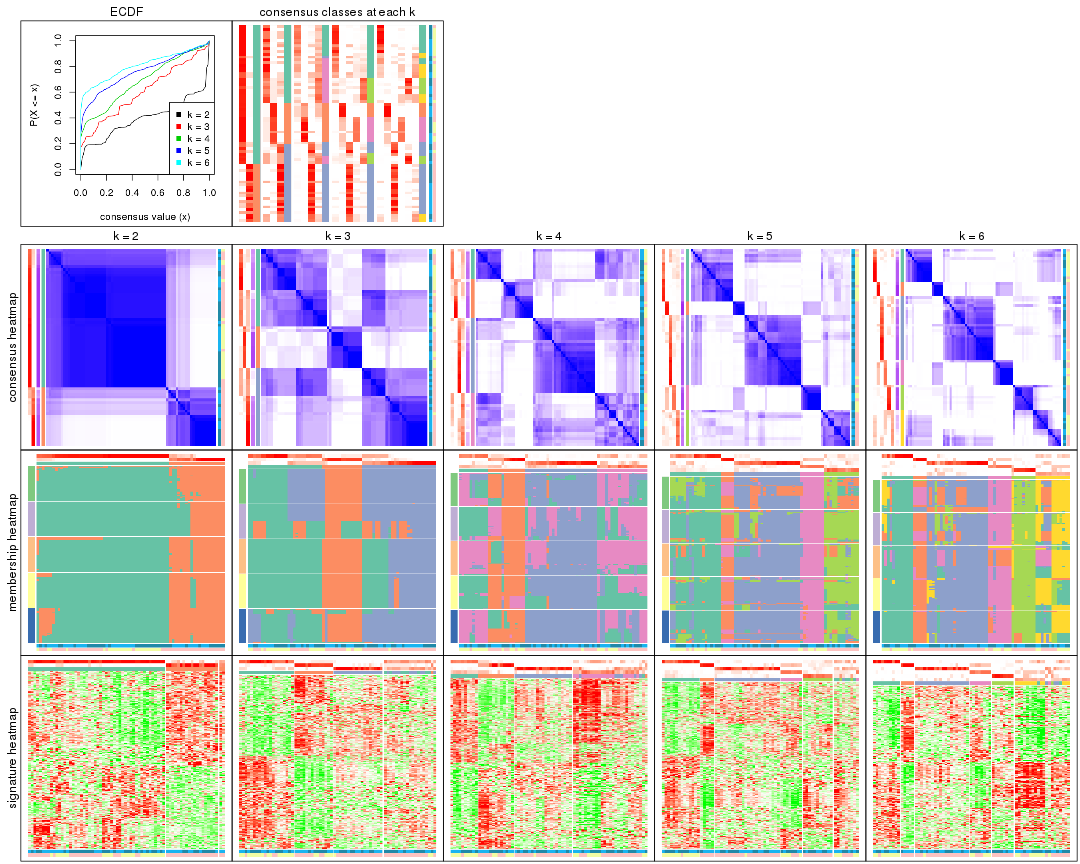 ECDF
consensus classes at each k
P(X <= x)
0.0 0.2 0.4 0.6 0.8 1.0
k = 2
k = 3
k = 4
k = 5
k = 6
0.0 0.2 0.4 0.6 0.8 1.0
consensus value (x)
k = 2
k = 3
k = 4
k = 5
k = 6
consensus heatmap
membership heatmap
signature heatmap